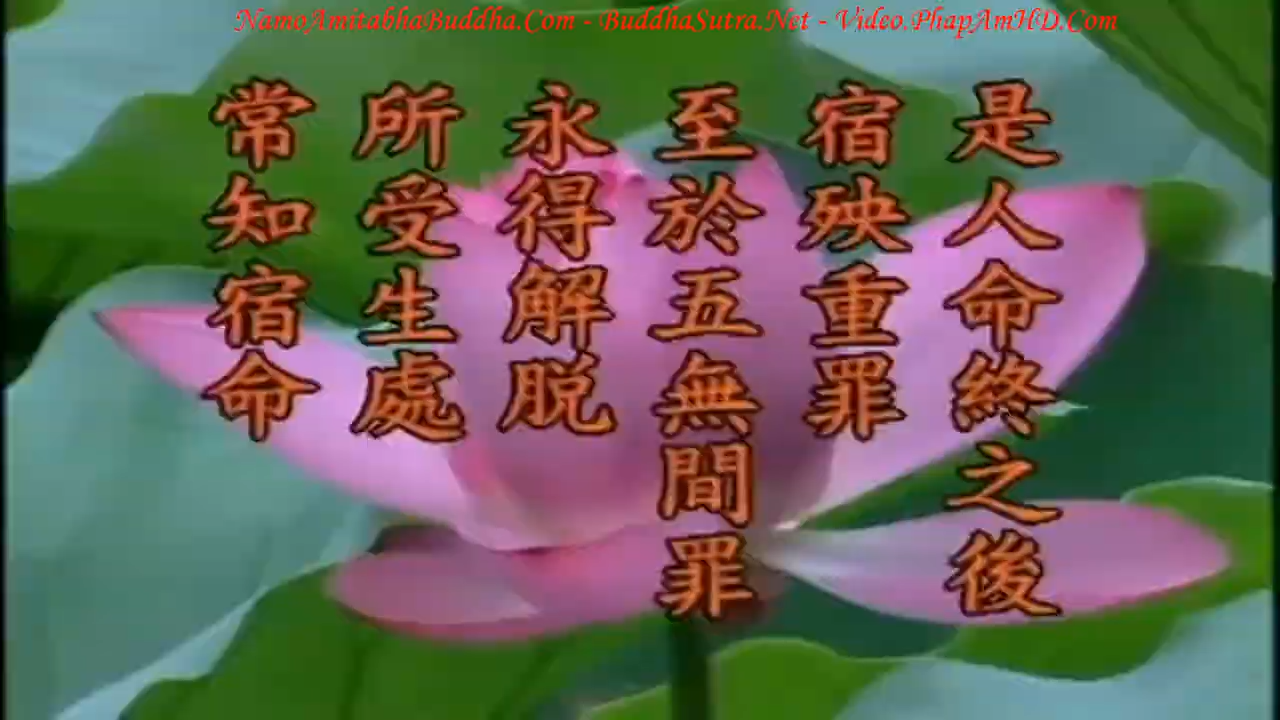 NamoAmitabhaBuddha.Com - BuddhaSutra.Net - Video.PhapAmHD.Com
是人命終之後
宿殃重罪
至於五無間罪
永得解脫
所受生處
常知宿命